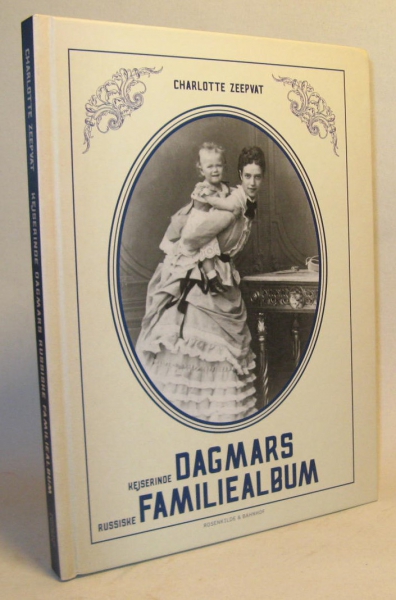 CHARLOTTE ZEEPVAT
KEJSERINDE DAGMARS
RUSSISKE FAMILIEALBUM
ROSENKILDE & BAHNHOF
CHARLOTTE ZEEPVAT KEJSERINDE DAGMARS RUSSISKE FAMILIEALBUM